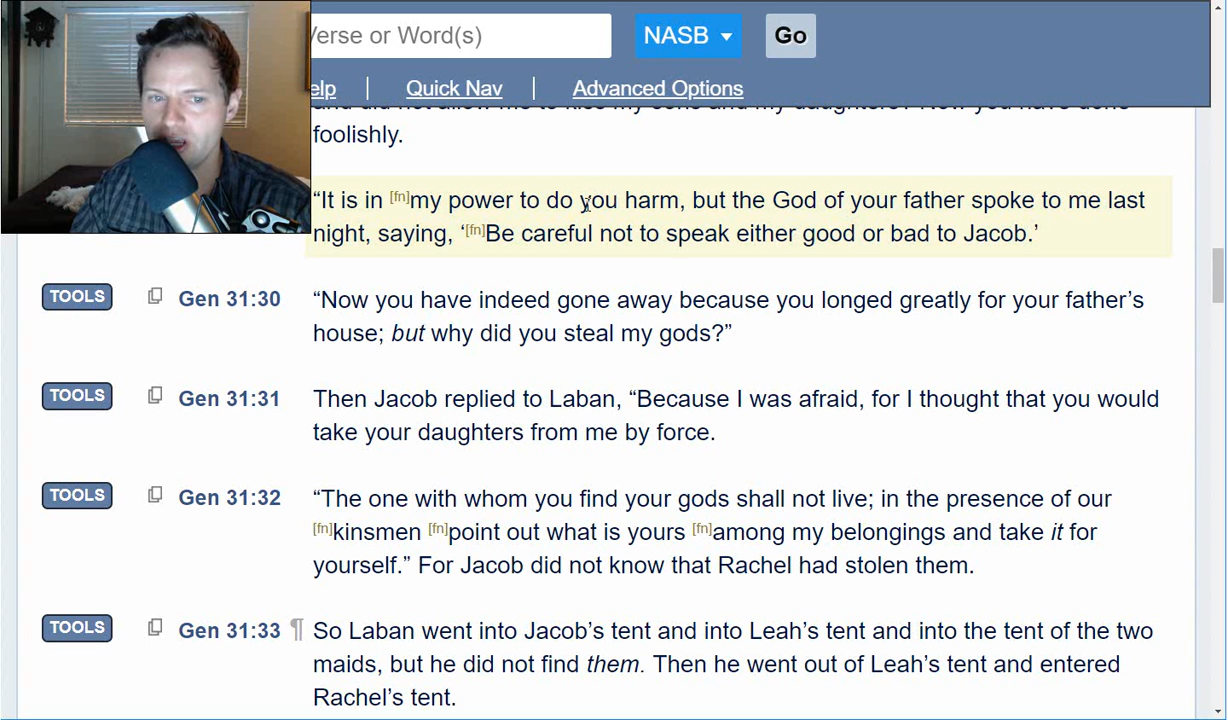 Verse or Word(s)
NASB
Go
elp | Quick Nav | Advanced Options
foolishly.
“It is in [fn]my power to do you harm, but the God of your father spoke to me last
night, saying, ‘[fn]Be careful not to speak either good or bad to Jacob.’
TOOLS Gen 31:30 “Now you have indeed gone away because you longed greatly for your father’s
house; but why did you steal my gods?”
TOOLS Gen 31:31 Then Jacob replied to Laban, “Because I was afraid, for I thought that you would
take your daughters from me by force.
TOOLS Gen 31:32 “The one with whom you find your gods shall not live; in the presence of our
[fn]kinsmen [fn]point out what is yours [fn]among my belongings and take it for
yourself.” For Jacob did not know that Rachel had stolen them.
TOOLS Gen 31:33 ¶ So Laban went into Jacob’s tent and into Leah’s tent and into the tent of the two
maids, but he did not find them. Then he went out of Leah’s tent and entered
Rachel’s tent.